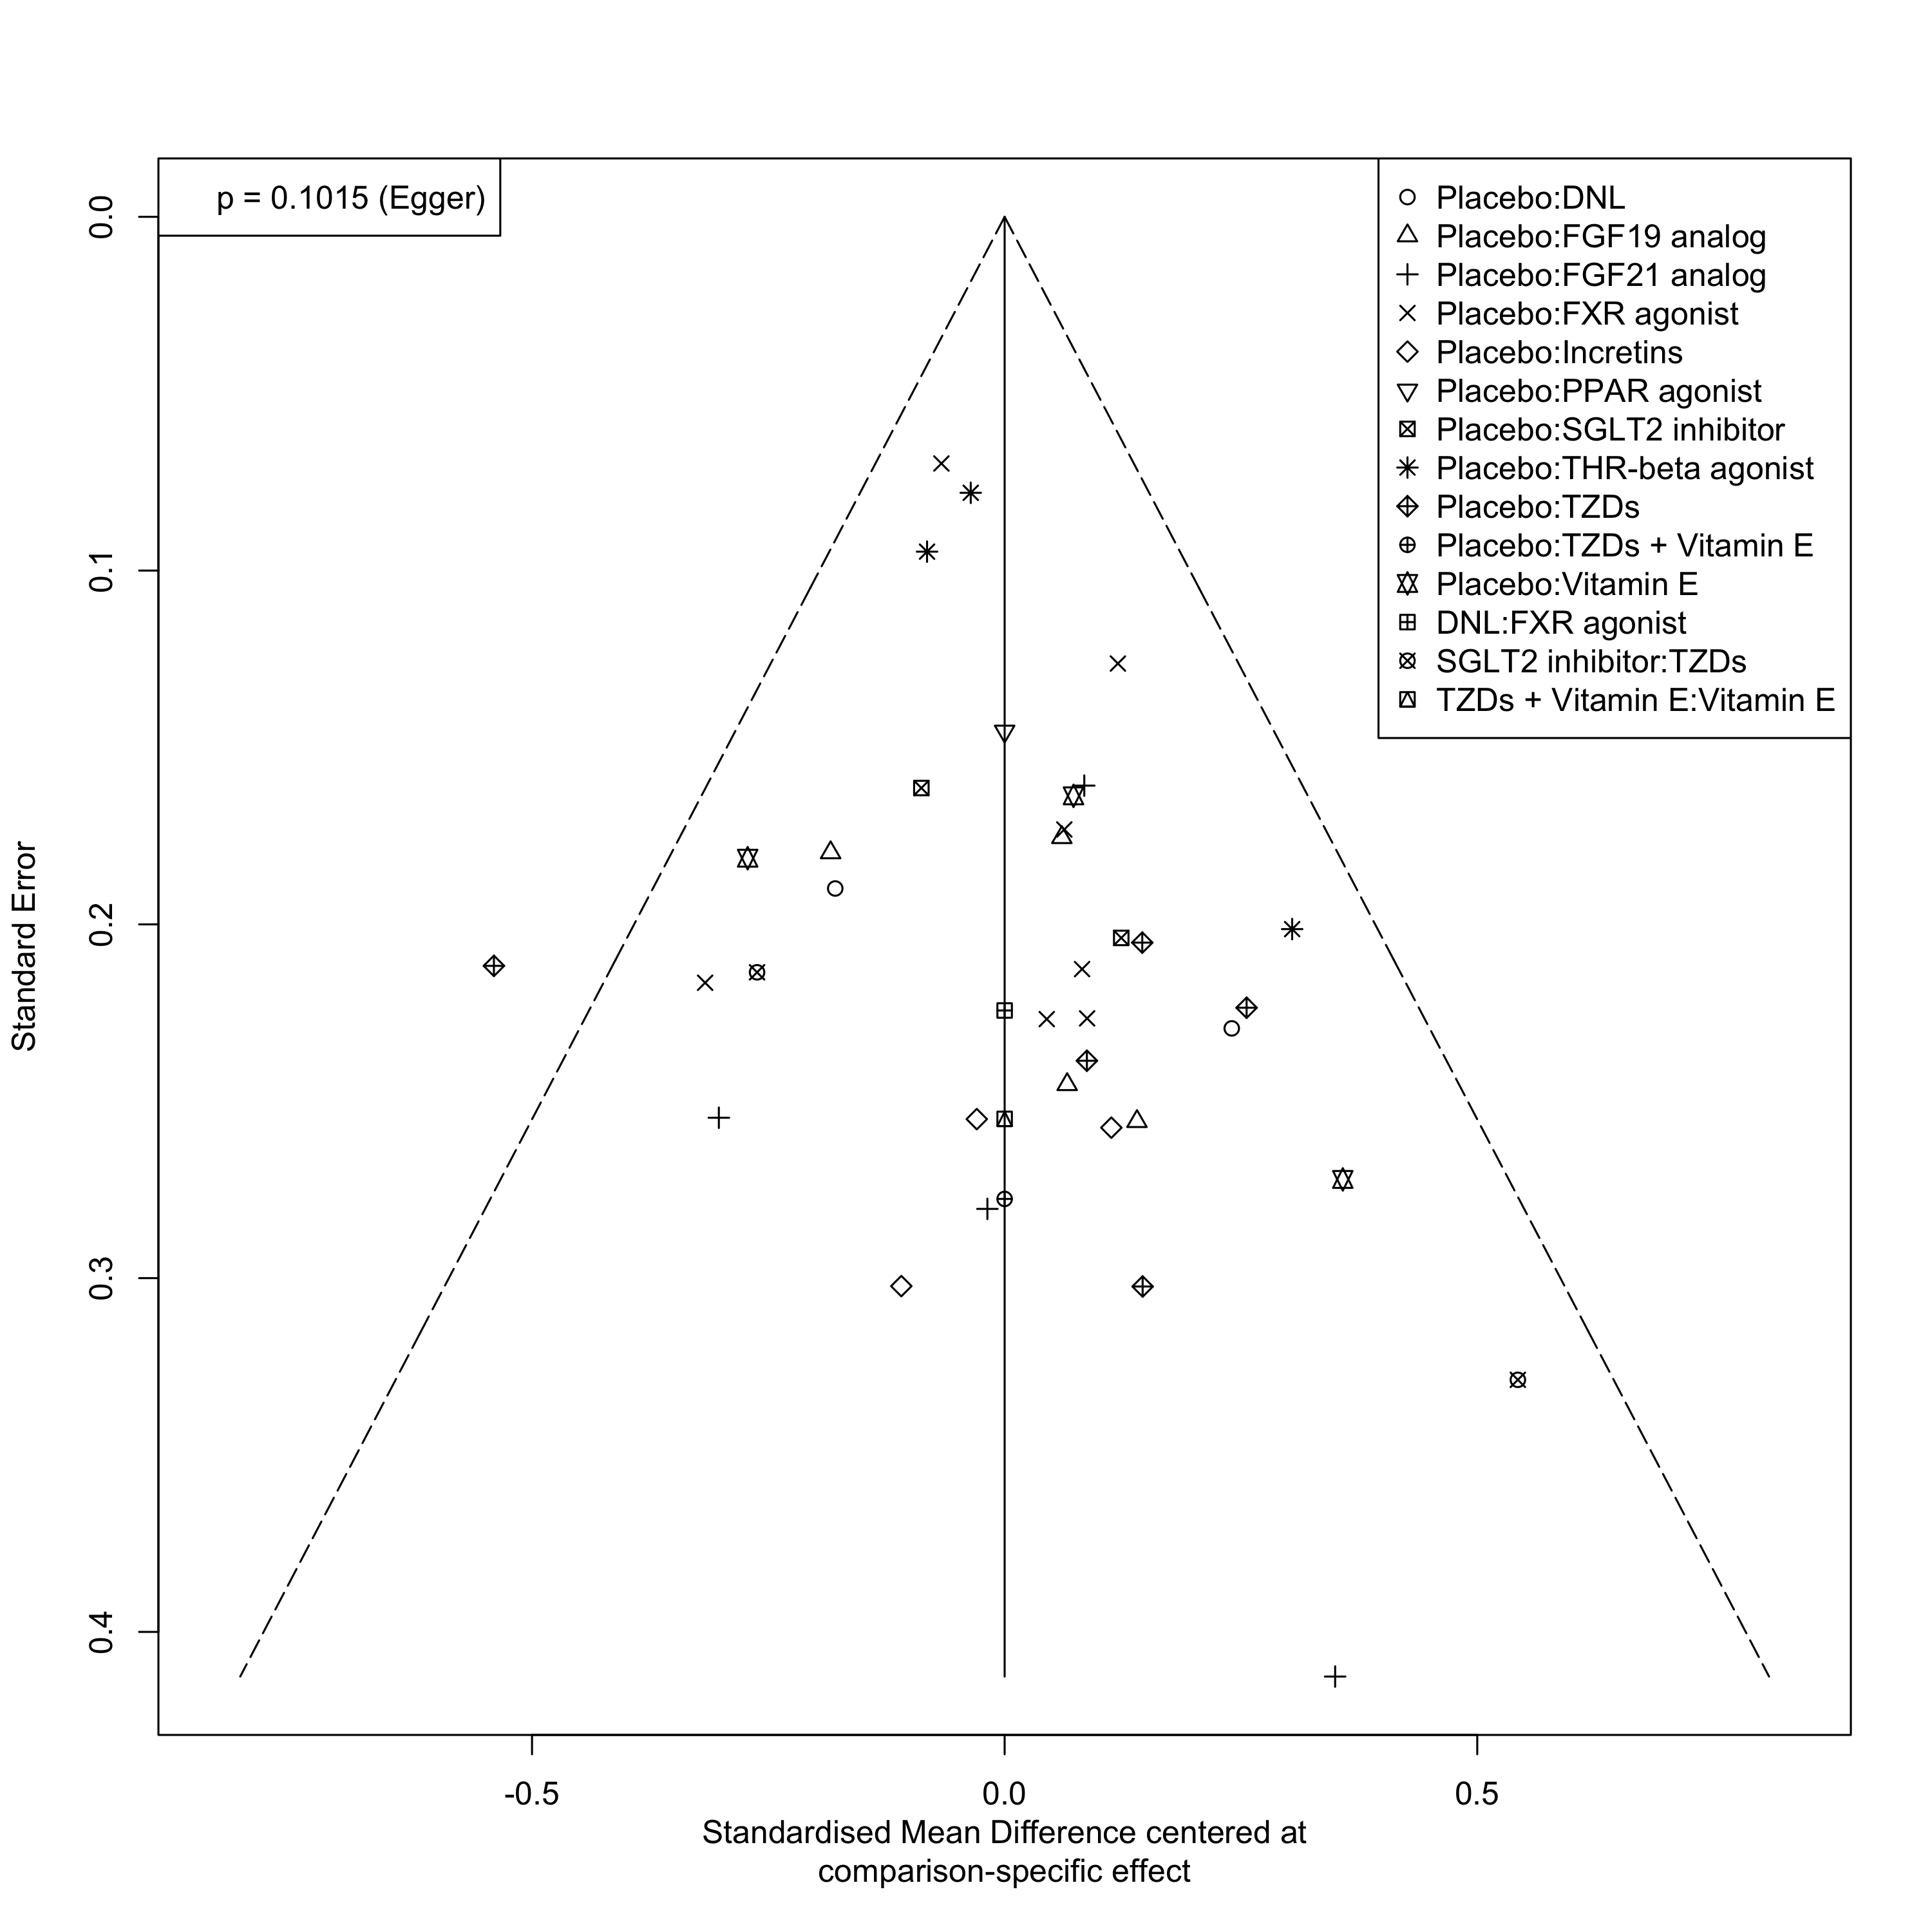 p = 0.1015 (Egger)
Placebo:DNL
Placebo:FGF19 analog
Placebo:FGF21 analog
Placebo:FXR agonist
Placebo:Incretins
Placebo:PPAR agonist
Placebo:SGLT2 inhibitor
Placebo:THR-beta agonist
Placebo:TZDs
Placebo:TZDs + Vitamin E
Placebo:Vitamin E
DNL:FXR agonist
SGLT2 inhibitor:TZDs
TZDs + Vitamin E:Vitamin E
Standard Error
0.0
0.1
0.2
0.3
0.4
-0.5
0.0
0.5
Standardised Mean Difference centered at
comparison-specific effect